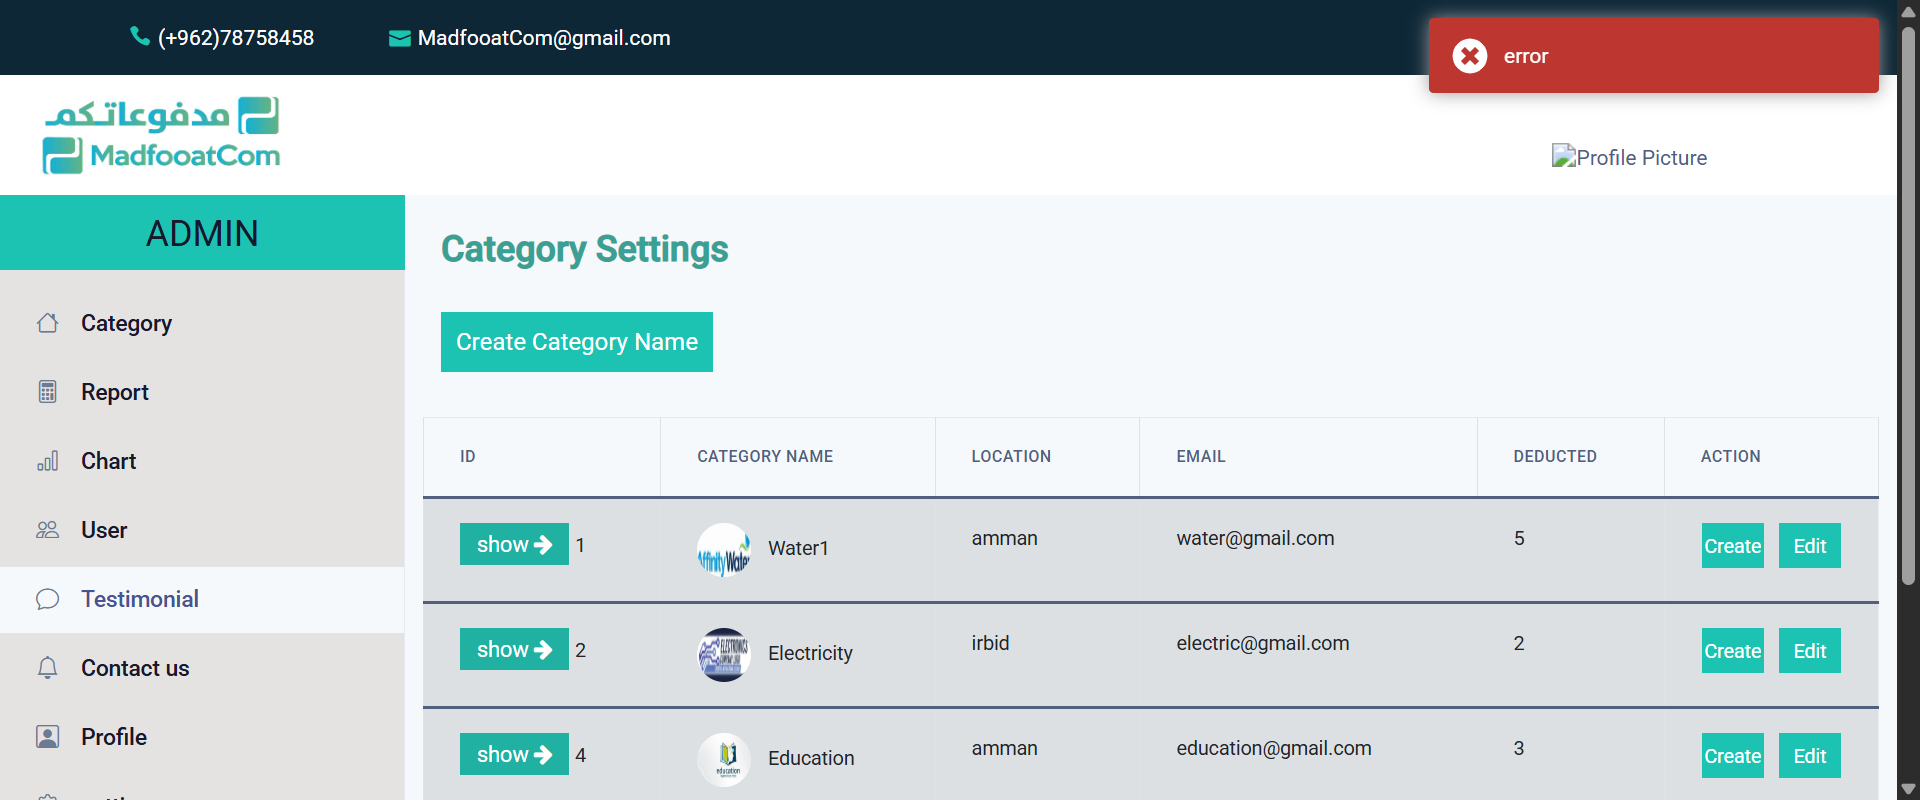 (+962)78758458 MadfooatCom@gmail.com
error
مدفوعاتكم
MadfooatCom
Profile Picture
ADMIN
Category
Report
Chart
User
Testimonial
Contact us
Profile
Category Settings
Create Category Name
ID CATEGORY NAME LOCATION EMAIL DEDUCTED ACTION
show 1 Affinity Water Water1 amman water@gmail.com 5 Create Edit
show 2 Electricity irbid electric@gmail.com 2 Create Edit
show 4 education Education amman education@gmail.com 3 Create Edit